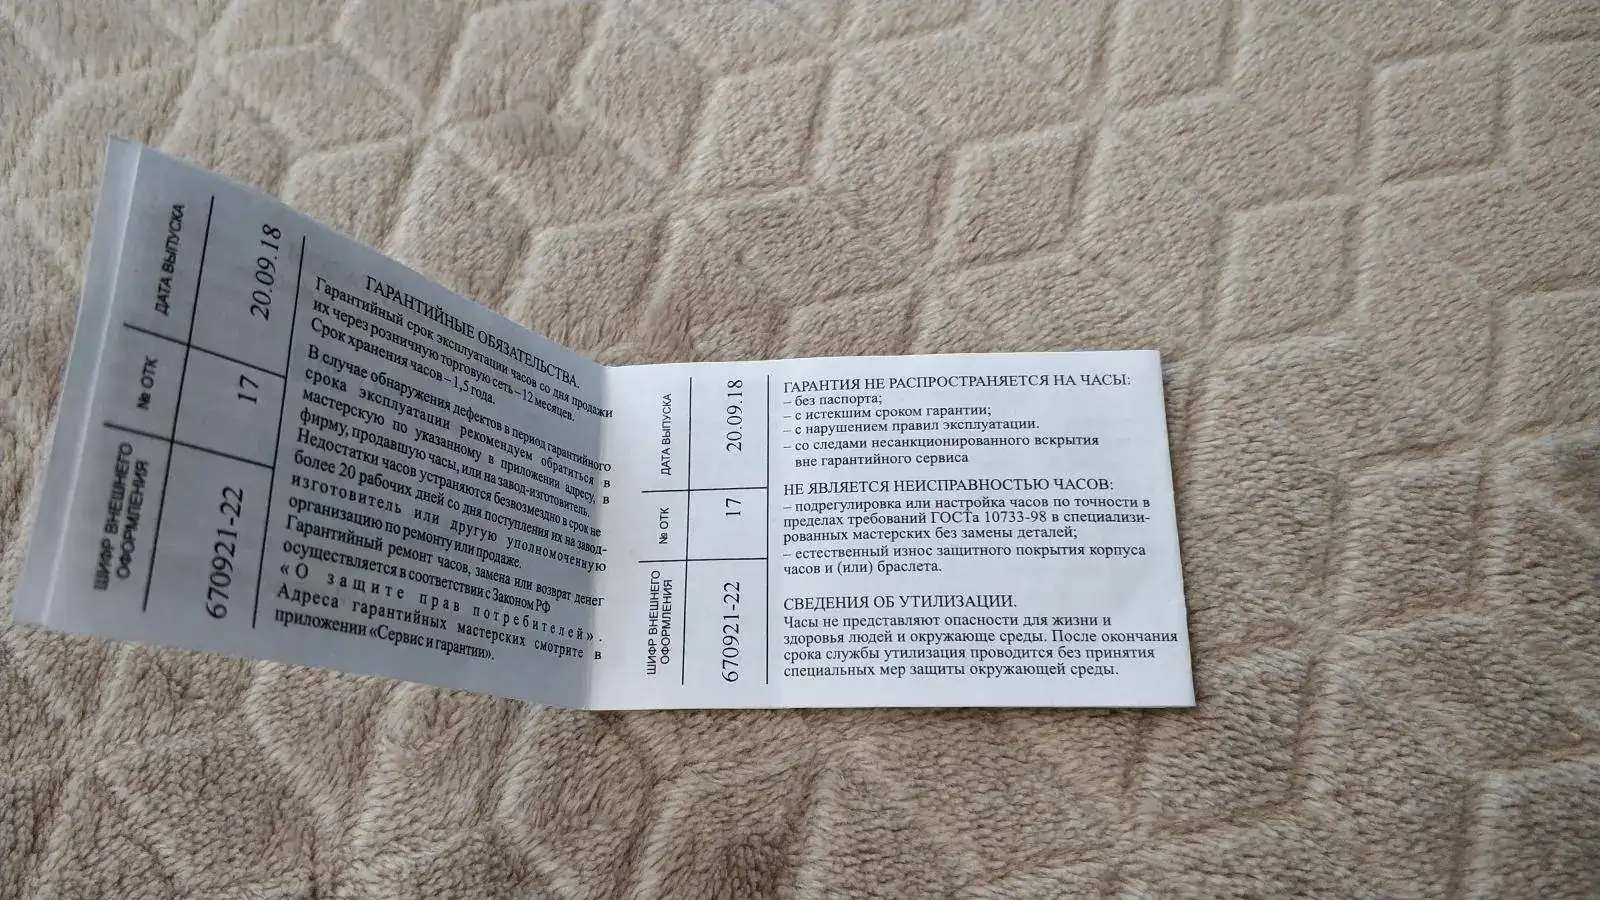 ДАТА ВЫПУСКА
№ ОТК
ШИФР ВНЕШНЕГО
ОФОРМЛЕНИЯ
20.09.18
17
670921-22
ГАРАНТИЙНЫЕ ОБЯЗАТЕЛЬСТВА.
Гарантийный срок эксплуатации часов со дня продажи
их через розничную торговую сеть – 12 месяцев.
Срок хранения часов – 1,5 года.
В случае обнаружения дефектов в период гарантийного
срока эксплуатации рекомендуем обратиться в
мастерскую по указанному в приложении адресу, в
фирму, продавшую часы, или на завод-изготовитель.
Недостатки часов устраняются безвозмездно в срок не
более 20 рабочих дней со дня поступления их на завод-
изготовитель или другую уполномоченную
организацию по ремонту или продаже.
Гарантийный ремонт часов, замена или возврат денег
осуществляется в соответствии с Законом РФ
«О защите прав потребителей».
Адреса гарантийных мастерских смотрите в
приложении «Сервис и гарантии».
ДАТА ВЫПУСКА
№ ОТК
ШИФР ВНЕШНЕГО
ОФОРМЛЕНИЯ
20.09.18
17
670921-22
ГАРАНТИЯ НЕ РАСПРОСТРАНЯЕТСЯ НА ЧАСЫ:
– без паспорта;
– с истекшим сроком гарантии;
– с нарушением правил эксплуатации.
– со следами несанкционированного вскрытия
вне гарантийного сервиса
НЕ ЯВЛЯЕТСЯ НЕИСПРАВНОСТЬЮ ЧАСОВ:
– подрегулировка или настройка часов по точности в
пределах требований ГОСТа 10733-98 в специализи-
рованных мастерских без замены деталей;
– естественный износ защитного покрытия корпуса
часов и (или) браслета.
СВЕДЕНИЯ ОБ УТИЛИЗАЦИИ.
Часы не представляют опасности для жизни и
здоровья людей и окружающе среды. После окончания
срока службы утилизация проводится без принятия
специальных мер защиты окружающей среды.